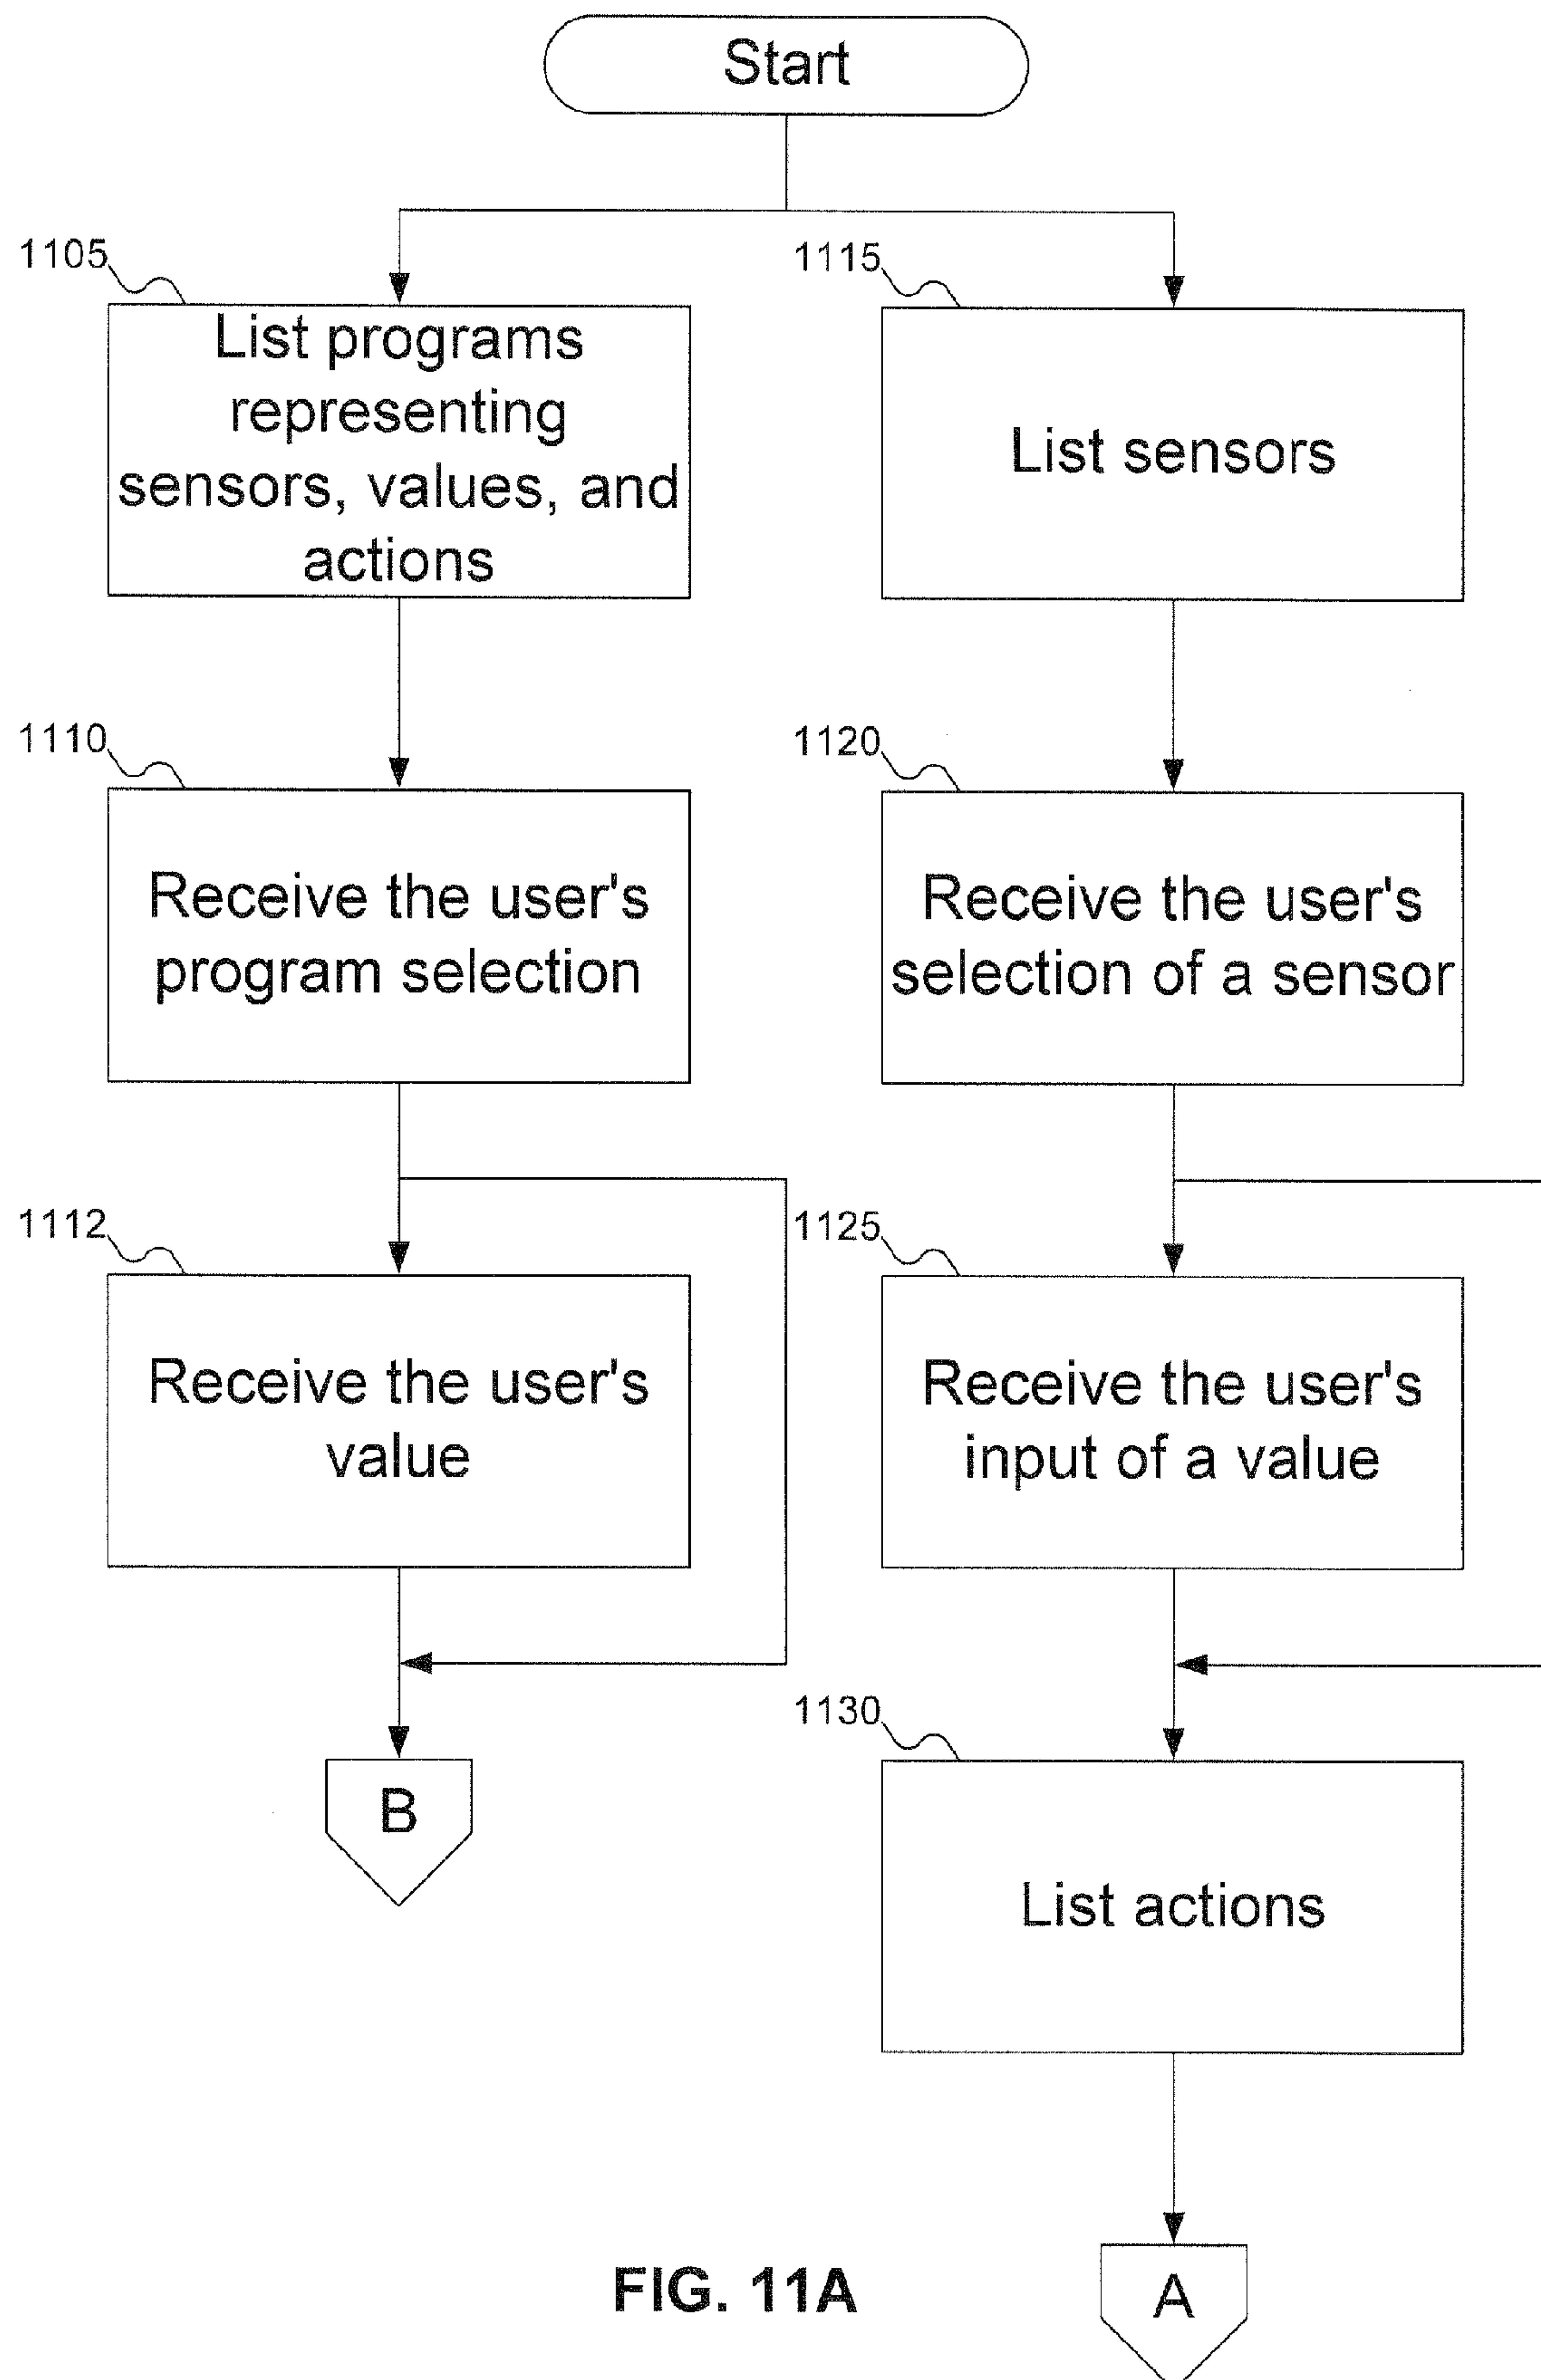 Start
1105
List programs
representing
sensors, values, and
actions
1115
List sensors
1110
Receive the user's
program selection
1120
Receive the user's
selection of a sensor
1112
Receive the user's
value
1125
Receive the user's
input of a value
B
1130
List actions
A
FIG. 11A